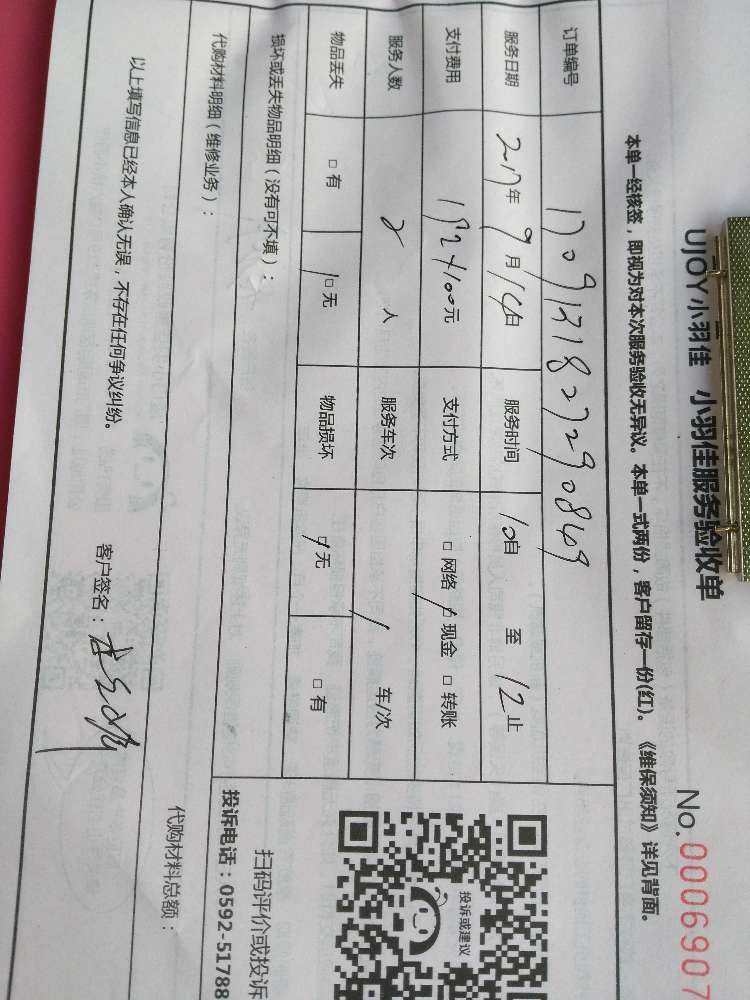 UJOY小羽佳 小羽佳服务验收单
No.0006907
本单一经核签，即视为对本次服务验收无异议。本单一式两份，客户留存一份(红)。《维保须知》详见背面。
订单编号 17091318272290849
服务日期 2017年9月14日 服务时间 10自 至 12止
支付费用 元 支付方式 □网络 □现金 □转账
服务人数 2 人 服务车次 1 车/次
物品丢失 □有 □无 物品损坏 □无 □有
损坏或丢失物品明细（没有可不填）：
代购材料明细（维修业务）：
代购材料总额：
以上填写信息已经本人确认无误，不存在任何争议纠纷。 客户签名：
投诉或建议
扫码评价或投诉
投诉电话：0592-51788